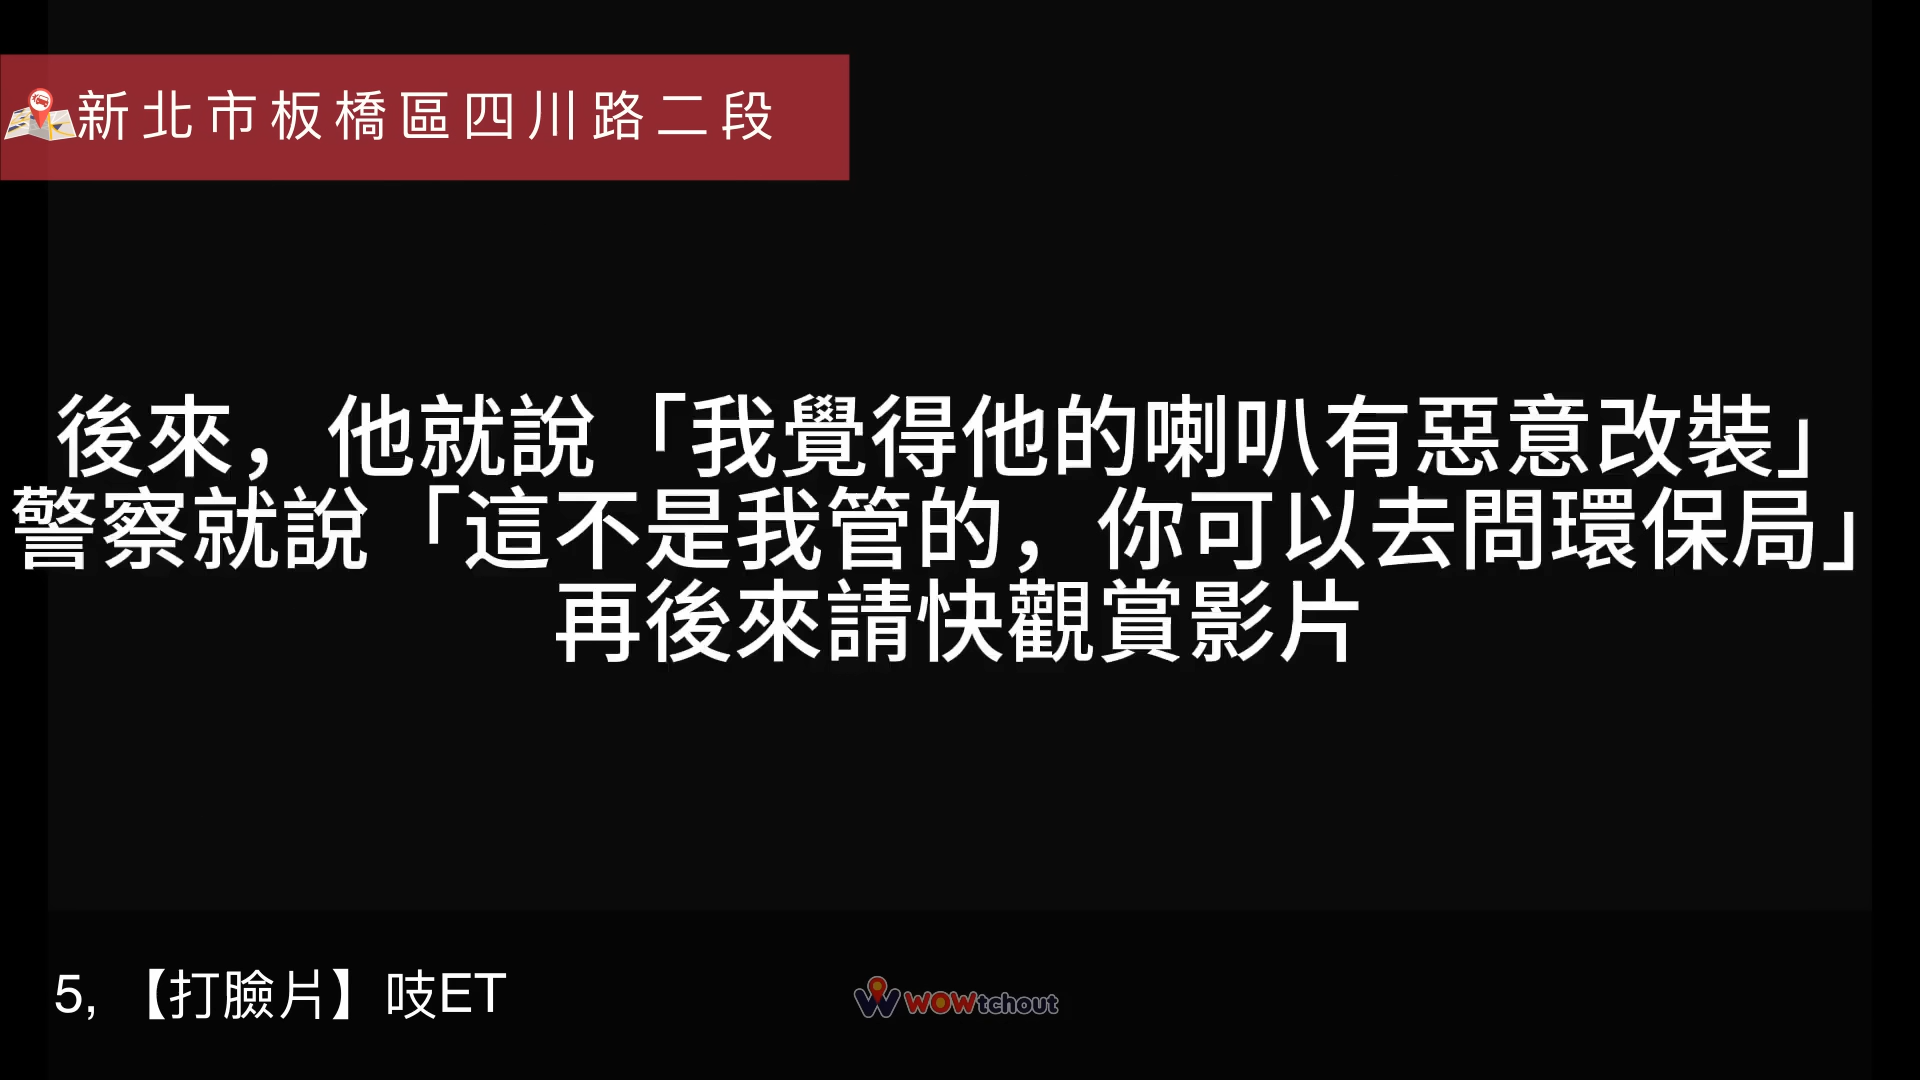 新北市板橋區四川路二段
後來，他就說「我覺得他的喇叭有惡意改裝」
警察就說「這不是我管的，你可以去問環保局」
再後來請快觀賞影片
5, 【打臉片】吱ET
WOWtchout